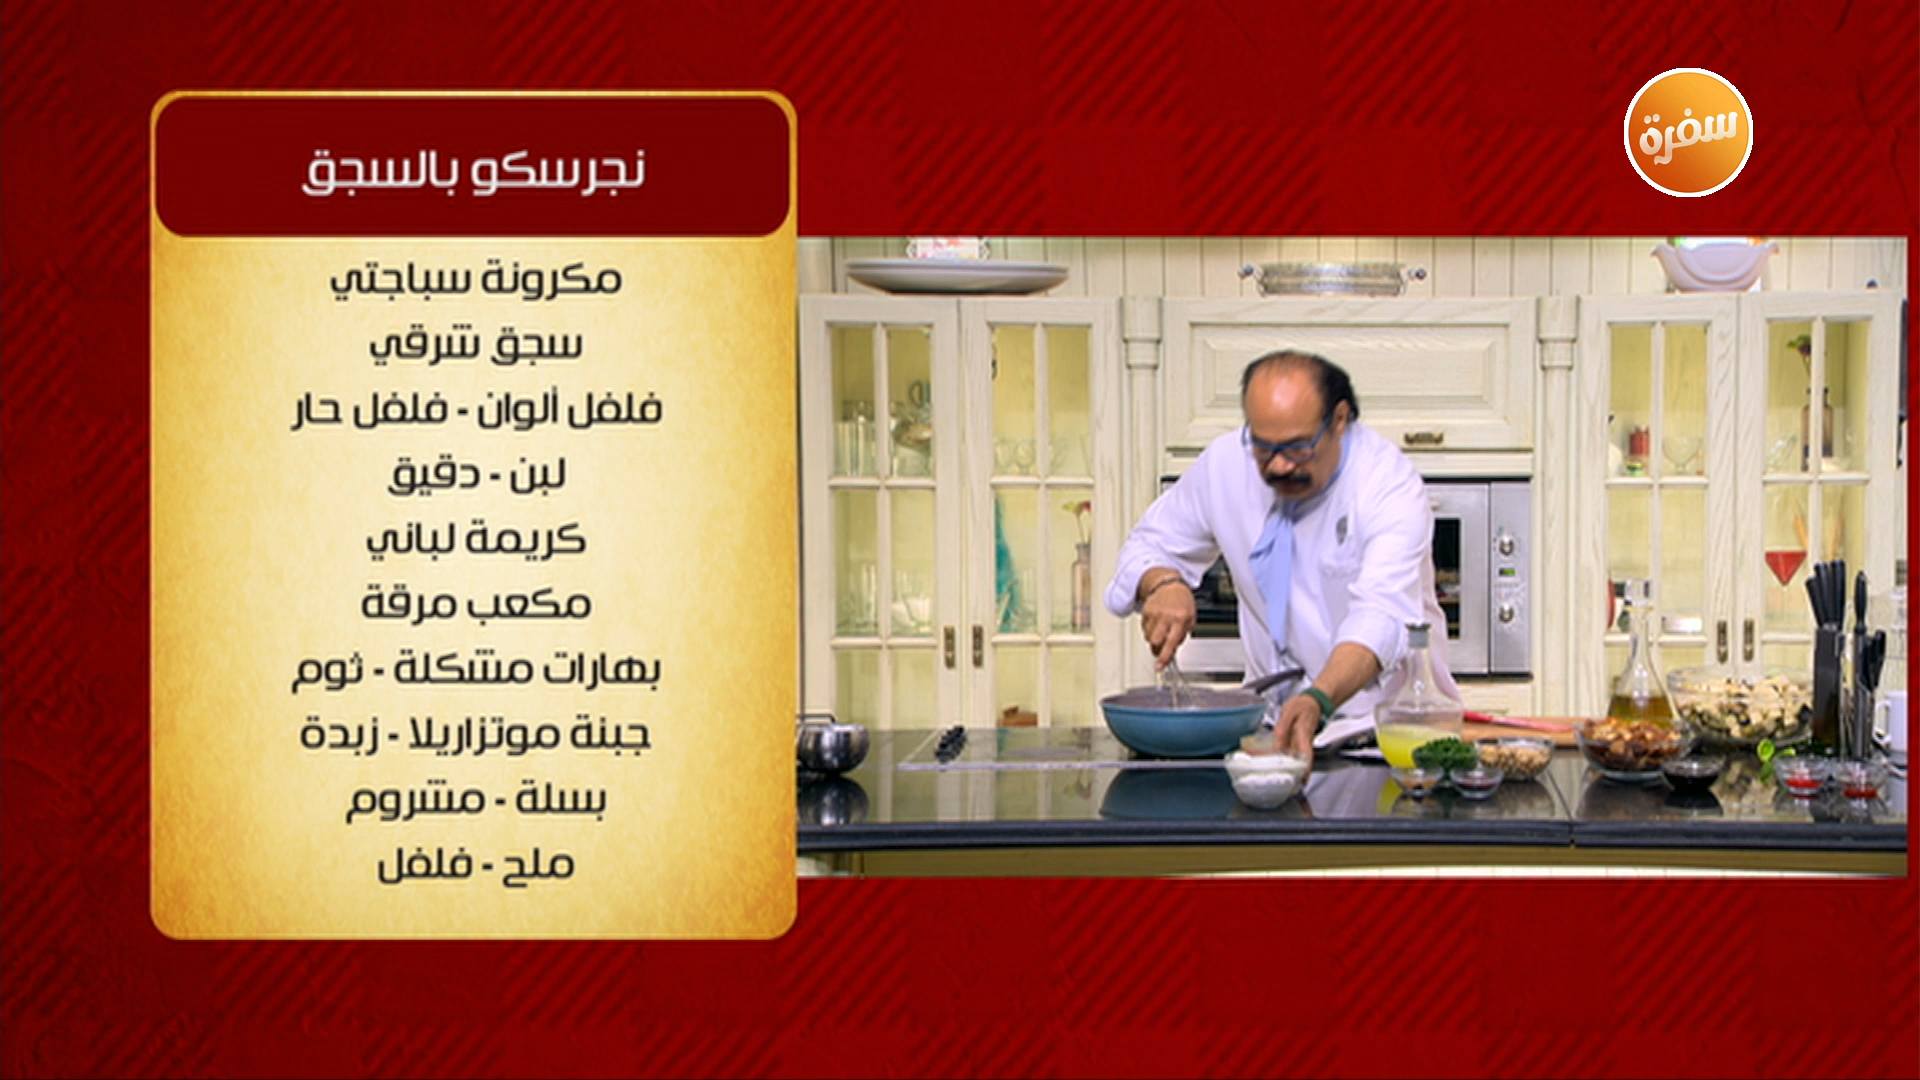 سفرة
نجرسكو بالسجق
مكرونة سباجتي
سجق شرقي
فلفل ألوان - فلفل حار
لبن - دقيق
كريمة لباني
مكعب مرقة
بهارات مشكلة - ثوم
جبنة موتزاريلا - زبدة
بسلة - مشروم
ملح - فلفل